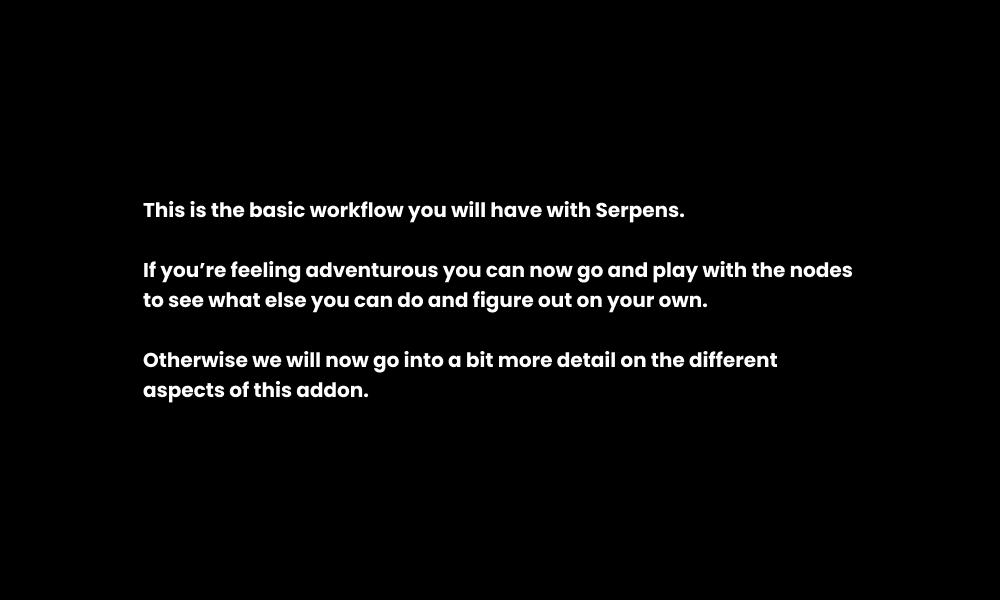 This is the basic workflow you will have with Serpens.
If you’re feeling adventurous you can now go and play with the nodes
to see what else you can do and figure out on your own.
Otherwise we will now go into a bit more detail on the different
aspects of this addon.